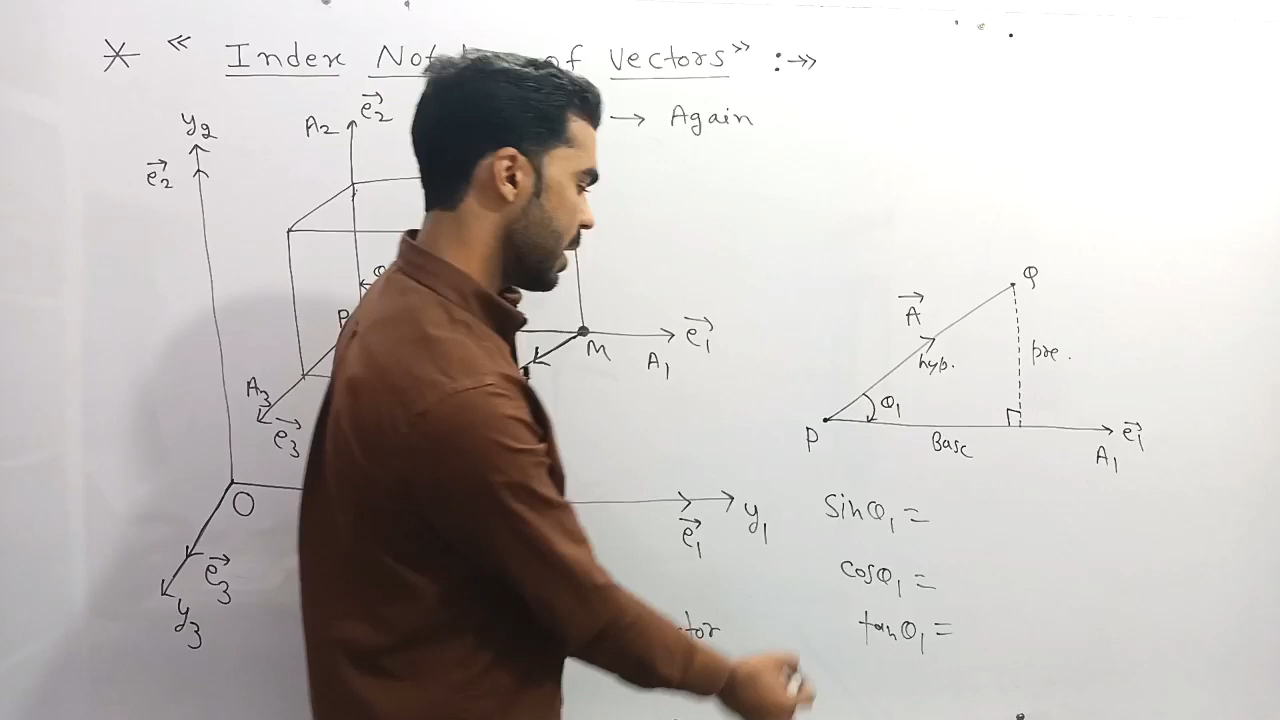 * « Index of Vectors » :→»
→ Again
A2 e2
y2
e2
Q
A
hyp.
pre.
θ1
P
Base
e1
A1
M
e1
A1
A3
e3
P
O
e3
y3
e1
y1
Sinθ1 =
cosθ1 =
tanθ1 =